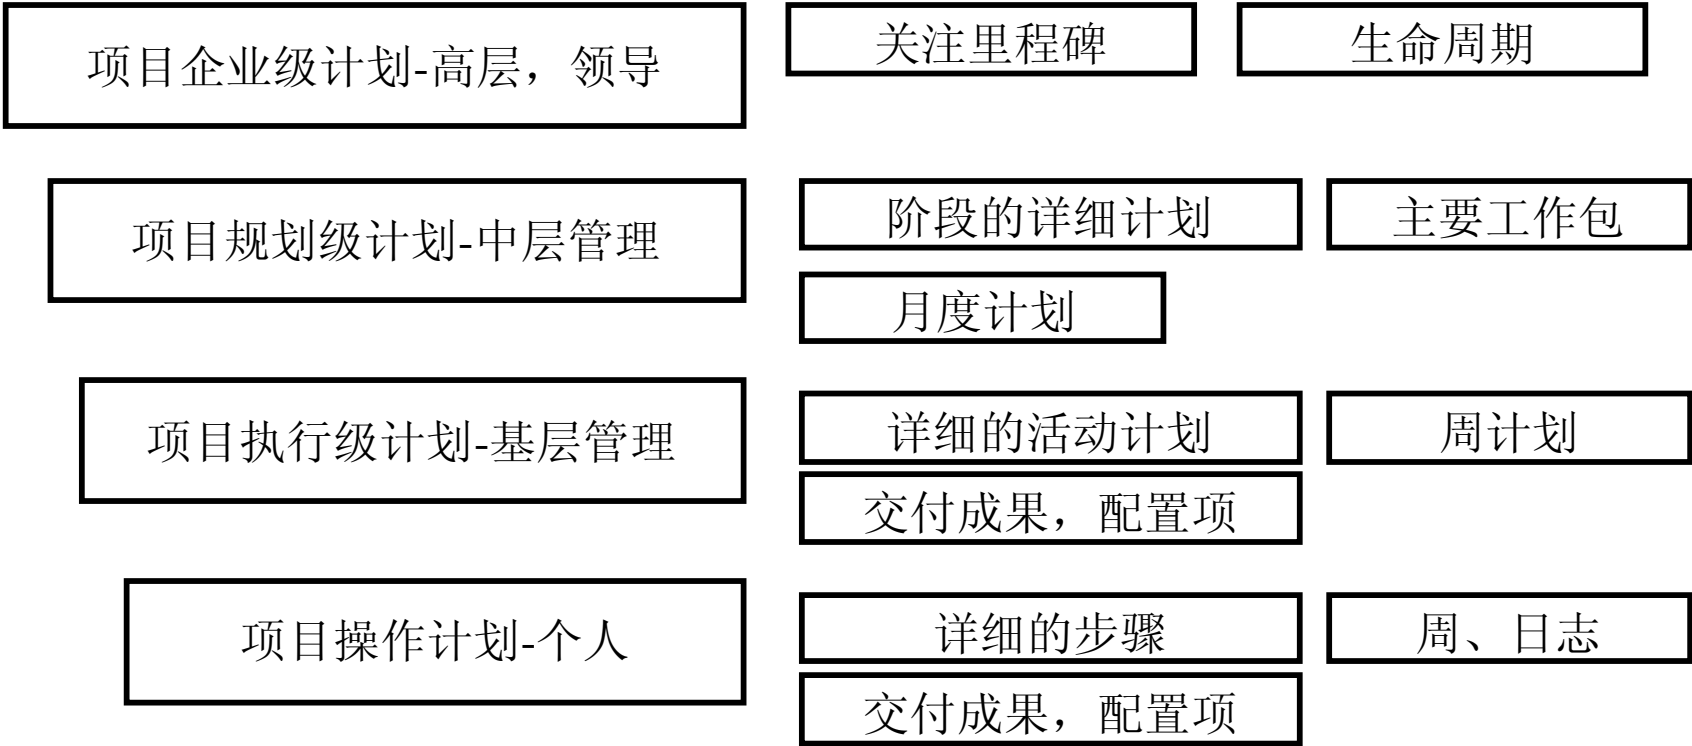 项目企业级计划-高层，领导
关注里程碑
生命周期
项目规划级计划-中层管理
阶段的详细计划
主要工作包
月度计划
项目执行级计划-基层管理
详细的活动计划
周计划
交付成果，配置项
项目操作计划-个人
详细的步骤
周、日志
交付成果，配置项